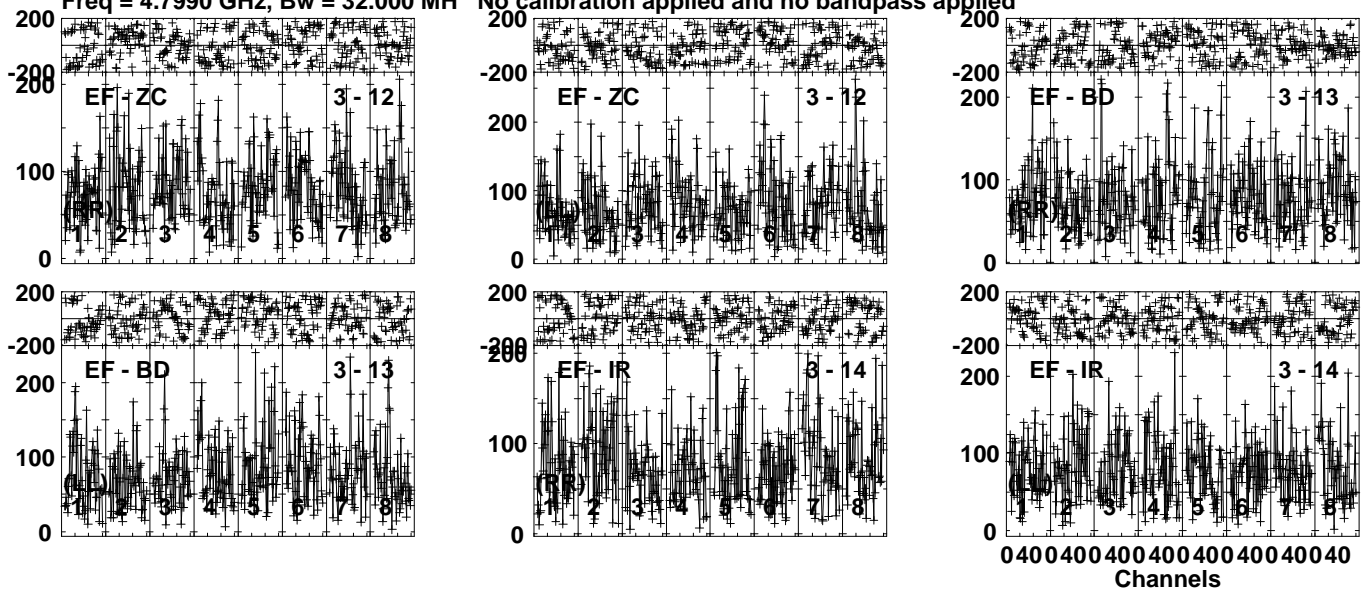 Freq = 4.7990 GHz, Bw = 32.000 MH No calibration applied and no bandpass applied
200
-200
200
EF - ZC 3 - 12
100
(RR)
1 2 3 4 5 6 7 8
0
200
-200
EF - ZC 3 - 12
200
100
(LL)
1 2 3 4 5 6 7 8
0
200
-200
EF - BD 3 - 13
200
100
(RR)
1 2 3 4 5 6 7 8
0
200
-200
EF - BD 3 - 13
200
100
(LL)
1 2 3 4 5 6 7 8
0
200
-200
200
EF - IR 3 - 14
100
(RR)
1 2 3 4 5 6 7 8
0
200
-200
EF - IR 3 - 14
200
100
(LL)
1 2 3 4 5 6 7 8
0
0 40 0 40 0 40 0 40 0 40 0 40 0 40 0 40
Channels